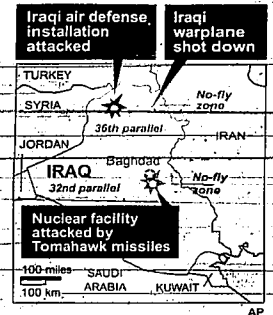 Iraqi air defense
installation
attacked
Iraqi
warplane
shot down
TURKEY
SYRIA
No-fly
zone
36th parallel
IRAN
JORDAN
Baghdad
IRAQ
32nd parallel
No-fly
zone
Nuclear facility
attacked by
Tomahawk missiles
100 miles
100 km
SAUDI
ARABIA
KUWAIT
AP